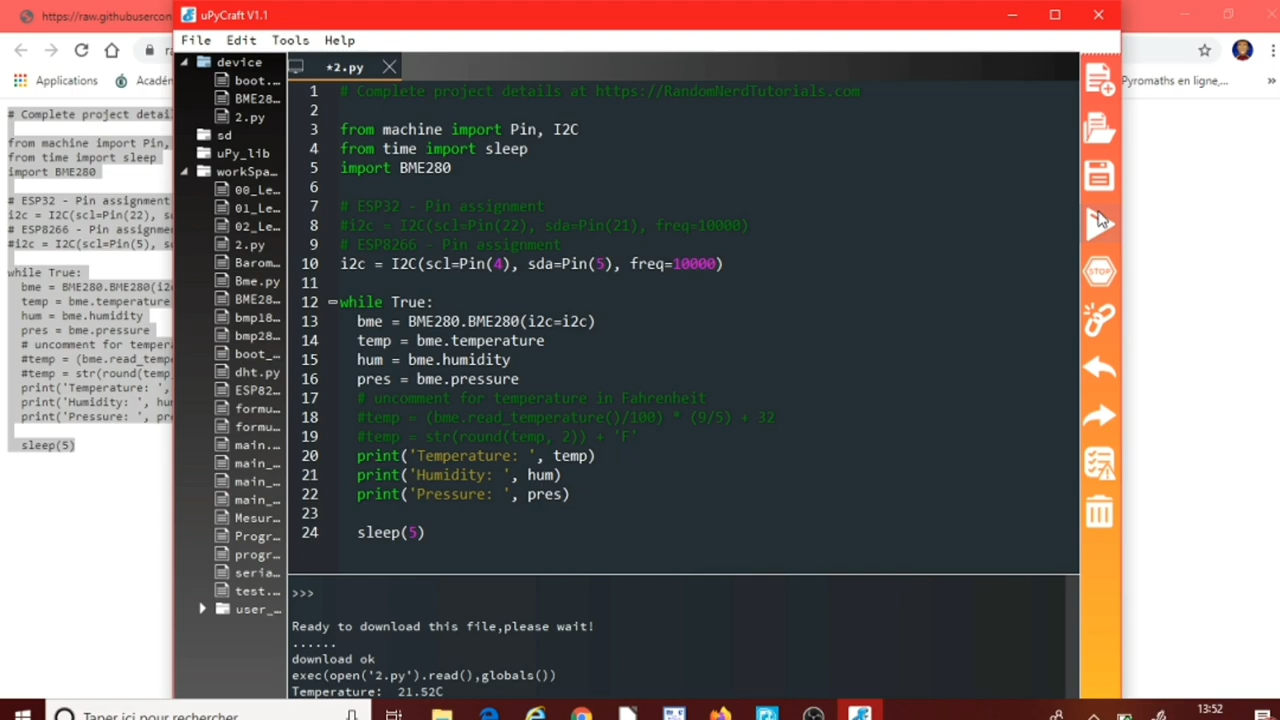 https://raw.githubusercon
uPyCraft V1.1
File Edit Tools Help
Applications Acadén
Pyromaths en ligne,... »
# Complete project detai
from machine import Pin,
from time import sleep
import BME280
# ESP32 - Pin assignment
i2c = I2C(scl=Pin(22), s
# ESP8266 - Pin assignm
#i2c = I2C(scl=Pin(5), s
while True:
bme = BME280.BME280(i2
temp = bme.temperature
hum = bme.humidity
pres = bme.pressure
# uncomment for tempera
#temp = (bme.read_tempe
#temp = str(round(temp
print('Temperature: ',
print('Humidity: ', hum
print('Pressure: ', pre
sleep(5)
device
boot....
BME28...
2.py
sd
uPy_lib
workSpa...
00_Le...
01_Le...
02_Le...
2.py
Barom...
Bme.py
BME28...
bmp18...
bmp28...
boot_...
dht.py
ESP82...
formu...
formu...
main....
main_...
main_...
main_...
Mesur...
Progr...
progr...
seria...
test....
user_...
*2.py
1 # Complete project details at https://RandomNerdTutorials.com
2
3 from machine import Pin, I2C
4 from time import sleep
5 import BME280
6
7 # ESP32 - Pin assignment
8 #i2c = I2C(scl=Pin(22), sda=Pin(21), freq=10000)
9 # ESP8266 - Pin assignment
10 i2c = I2C(scl=Pin(4), sda=Pin(5), freq=10000)
11
12 while True:
13 bme = BME280.BME280(i2c=i2c)
14 temp = bme.temperature
15 hum = bme.humidity
16 pres = bme.pressure
17 # uncomment for temperature in Fahrenheit
18 #temp = (bme.read_temperature()/100) * (9/5) + 32
19 #temp = str(round(temp, 2)) + 'F'
20 print('Temperature: ', temp)
21 print('Humidity: ', hum)
22 print('Pressure: ', pres)
23
24 sleep(5)
>>>
Ready to download this file,please wait!
......
download ok
exec(open('2.py').read(),globals())
Temperature: 21.52C
STOP
Taper ici pour rechercher
13:52